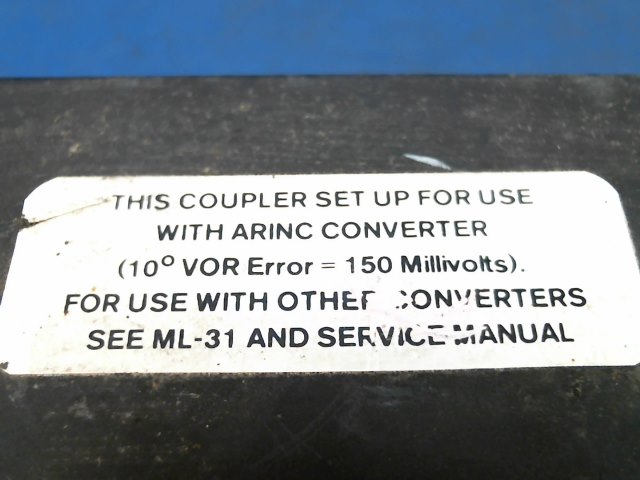 THIS COUPLER SET UP FOR USE
WITH ARINC CONVERTER
(10° VOR Error = 150 Millivolts).
FOR USE WITH OTHER CONVERTERS
SEE ML-31 AND SERVICE MANUAL